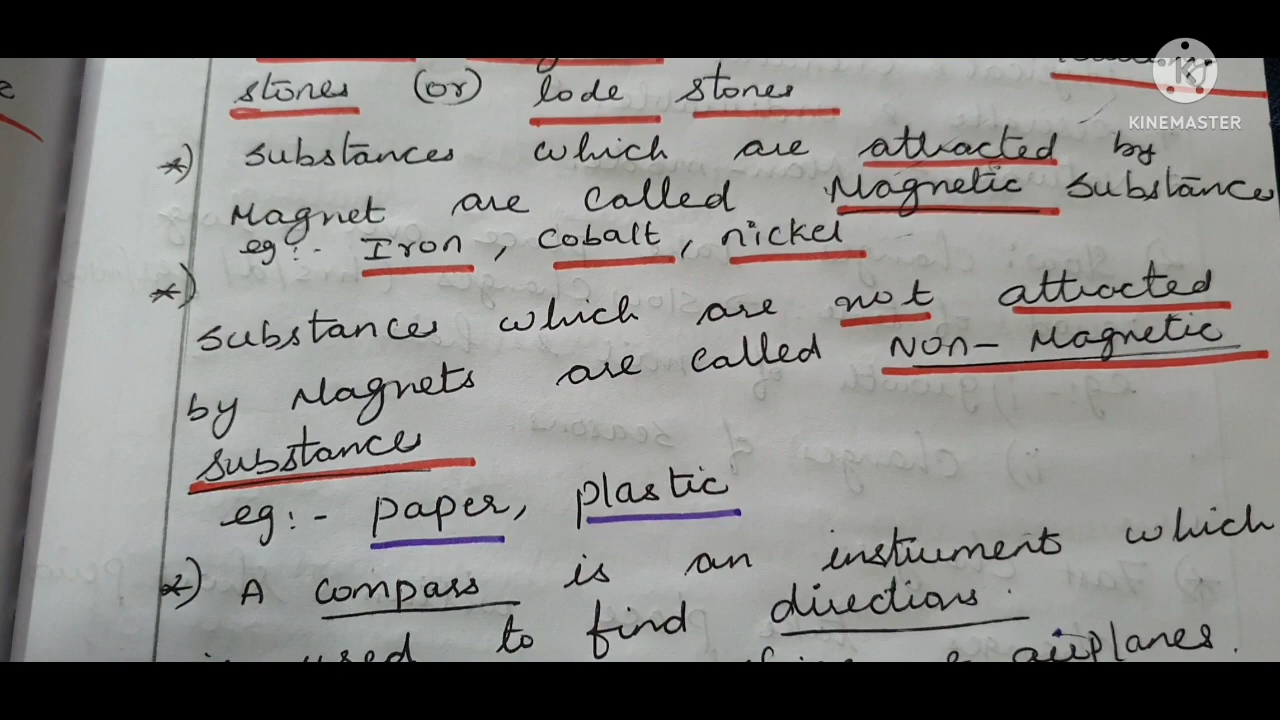 stones (or) lode stones
KINEMASTER
*) substances which are attracted by
Magnet are called Magnetic substance
eg:- Iron, cobalt, nickel
*)
substances which are not attracted
by Magnets are called Non-Magnetic
substance
eg:- paper, plastic
*) A compass is an instrument which
is used to find directions.
airplanes.